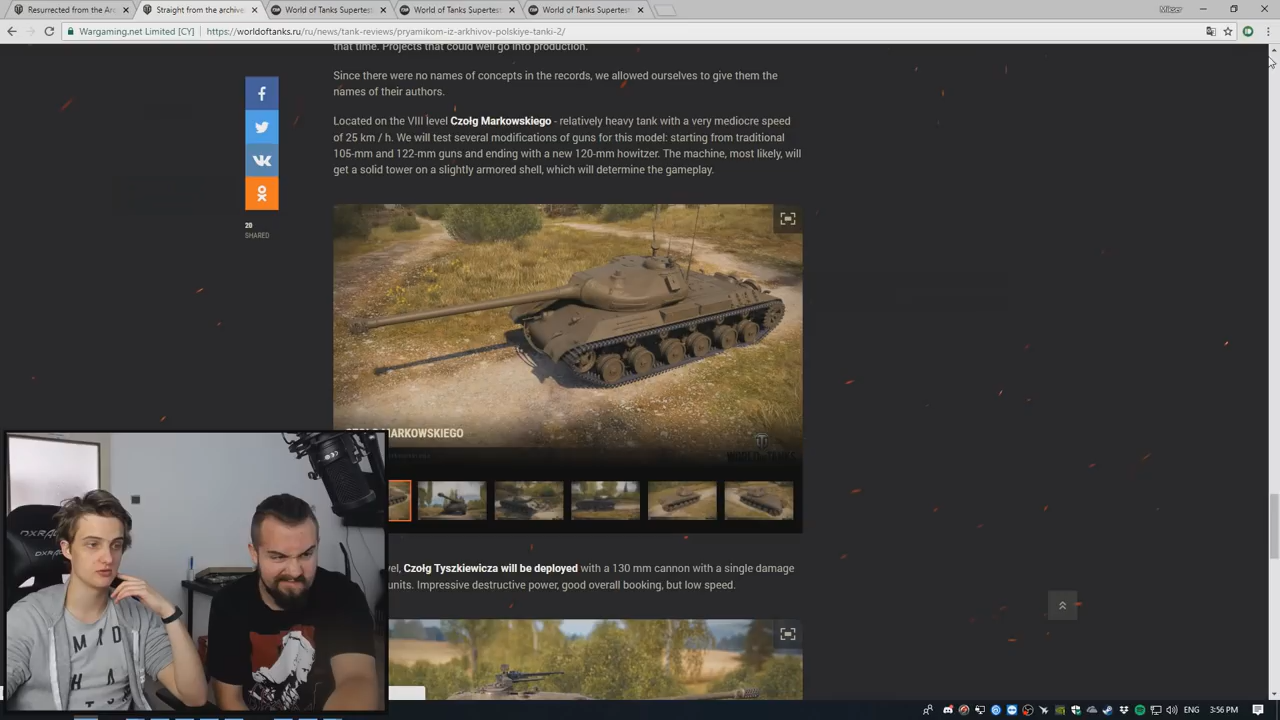 Resurrected from the Ar
Straight from the archive
World of Tanks Supertest
World of Tanks Supertest
World of Tanks Supertest
Wargaming.net Limited [CY]
https://worldoftanks.ru/ru/news/tank-reviews/pryamikom-iz-arkhivov-polskiye-tanki-2/
that time. Projects that could well go into production.
Since there were no names of concepts in the records, we allowed ourselves to give them the
names of their authors.
Located on the VIII level Czołg Markowskiego - relatively heavy tank with a very mediocre speed
of 25 km / h. We will test several modifications of guns for this model: starting from traditional
105-mm and 122-mm guns and ending with a new 120-mm howitzer. The machine, most likely, will
get a solid tower on a slightly armored shell, which will determine the gameplay.
20
SHARED
MARKOWSKIEGO
el, Czołg Tyszkiewicza will be deployed with a 130 mm cannon with a single damage
units. Impressive destructive power, good overall booking, but low speed.
DXRA
MAD
HA
ENG
3:56 PM